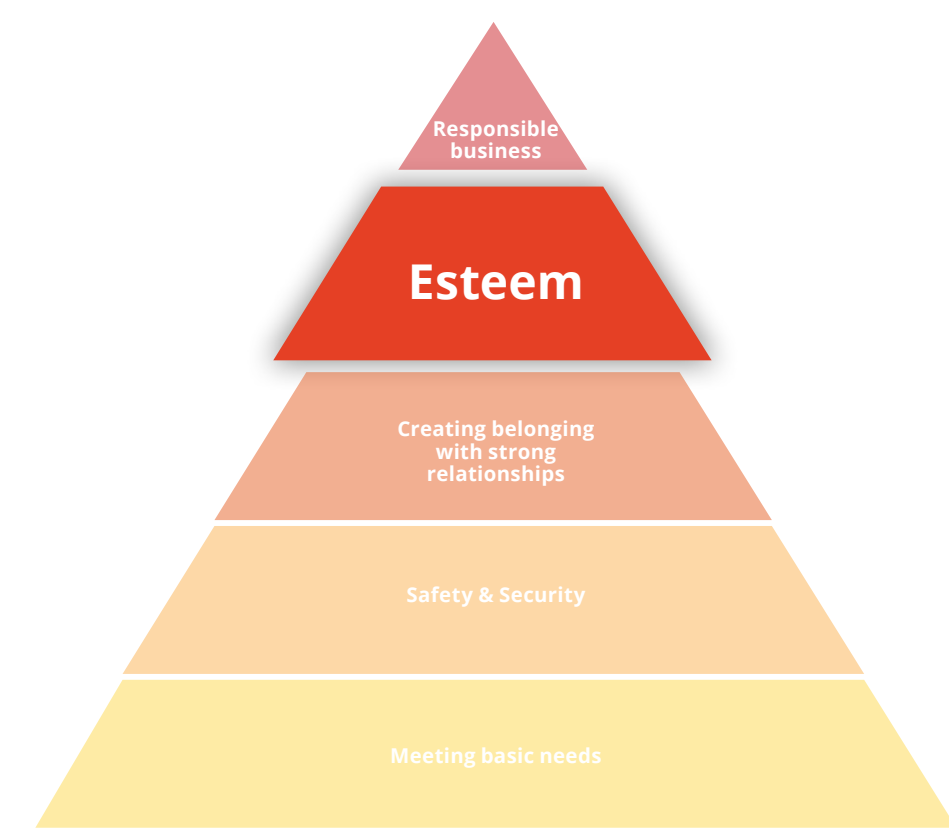 Responsible
business
Esteem
Creating belonging
with strong
relationships
Safety & Security
Meeting basic needs